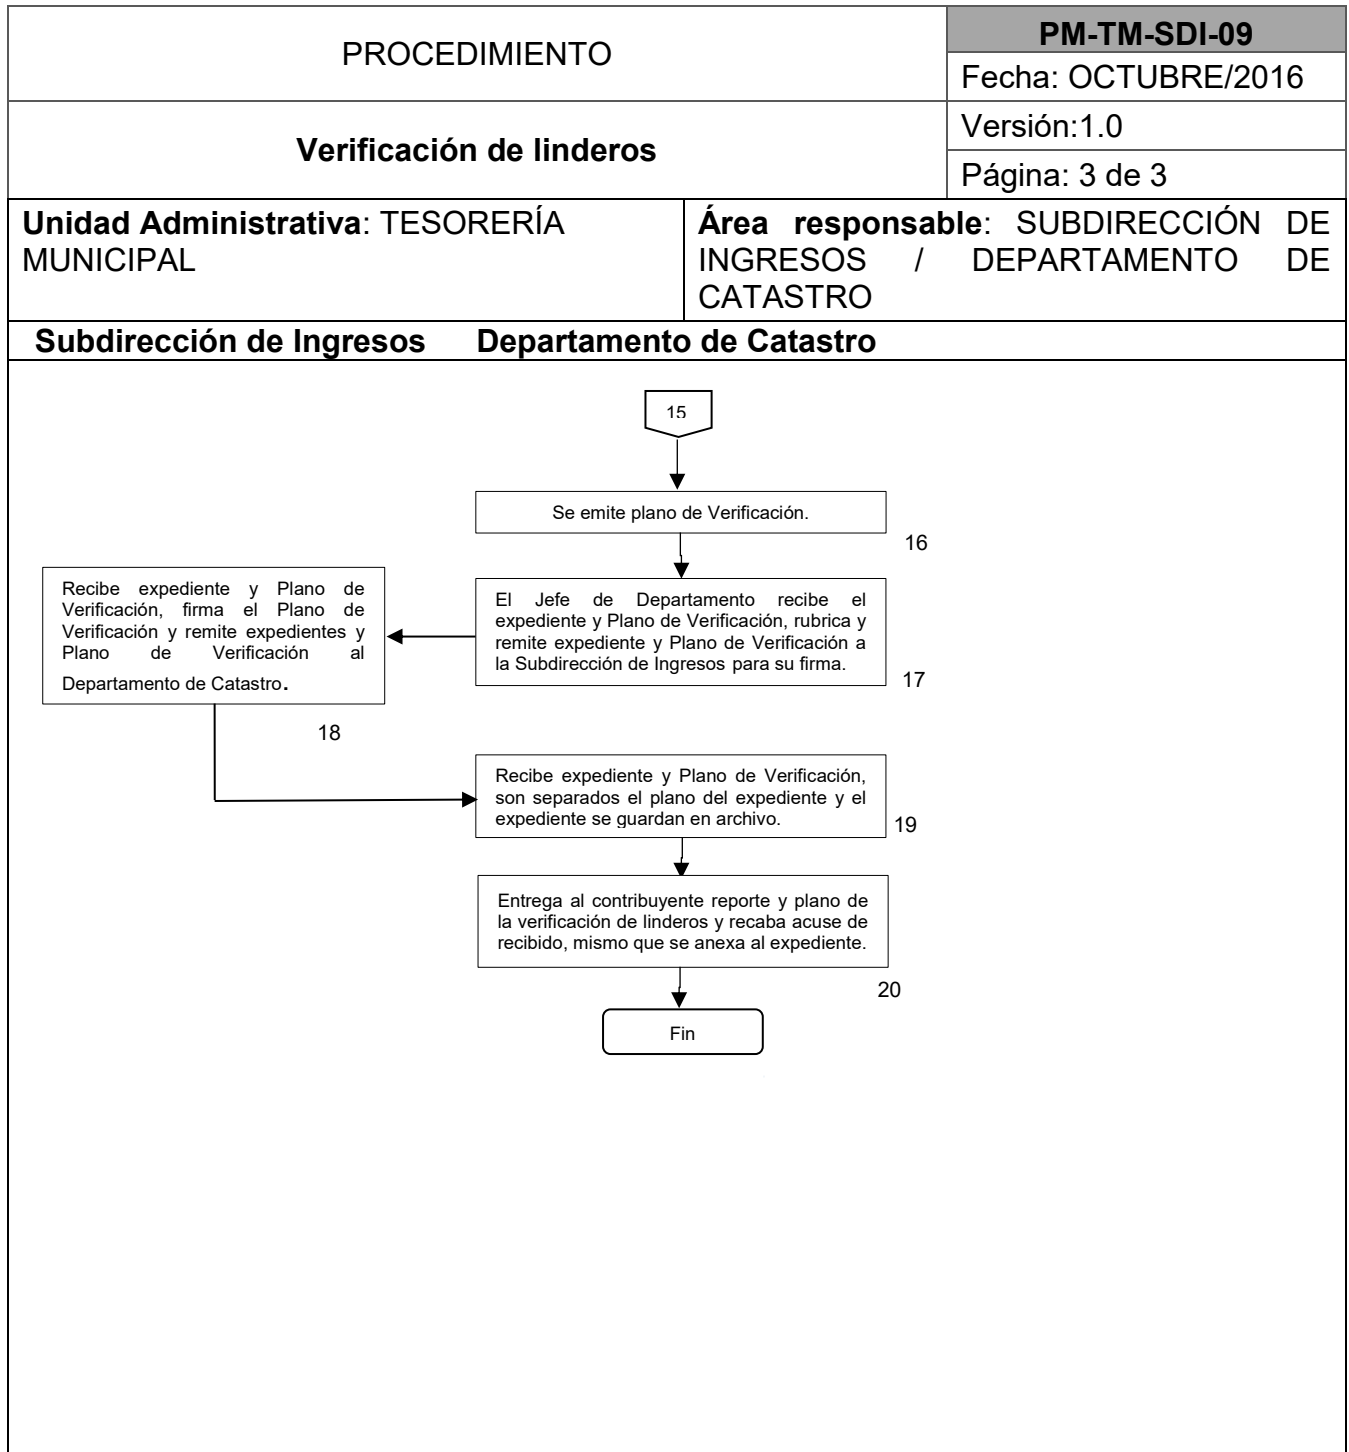 PROCEDIMIENTO
PM-TM-SDI-09
Fecha: OCTUBRE/2016
Verificación de linderos
Versión:1.0
Página: 3 de 3
Unidad Administrativa: TESORERÍA
MUNICIPAL
Área responsable: SUBDIRECCIÓN DE
INGRESOS / DEPARTAMENTO DE
CATASTRO
Subdirección de Ingresos Departamento de Catastro
15
Se emite plano de Verificación.
16
El Jefe de Departamento recibe el
expediente y Plano de Verificación, rubrica y
remite expediente y Plano de Verificación a
la Subdirección de Ingresos para su firma.
17
Recibe expediente y Plano de
Verificación, firma el Plano de
Verificación y remite expedientes y
Plano de Verificación al
Departamento de Catastro.
18
Recibe expediente y Plano de Verificación,
son separados el plano del expediente y el
expediente se guardan en archivo.
19
Entrega al contribuyente reporte y plano de
la verificación de linderos y recaba acuse de
recibido, mismo que se anexa al expediente.
20
Fin